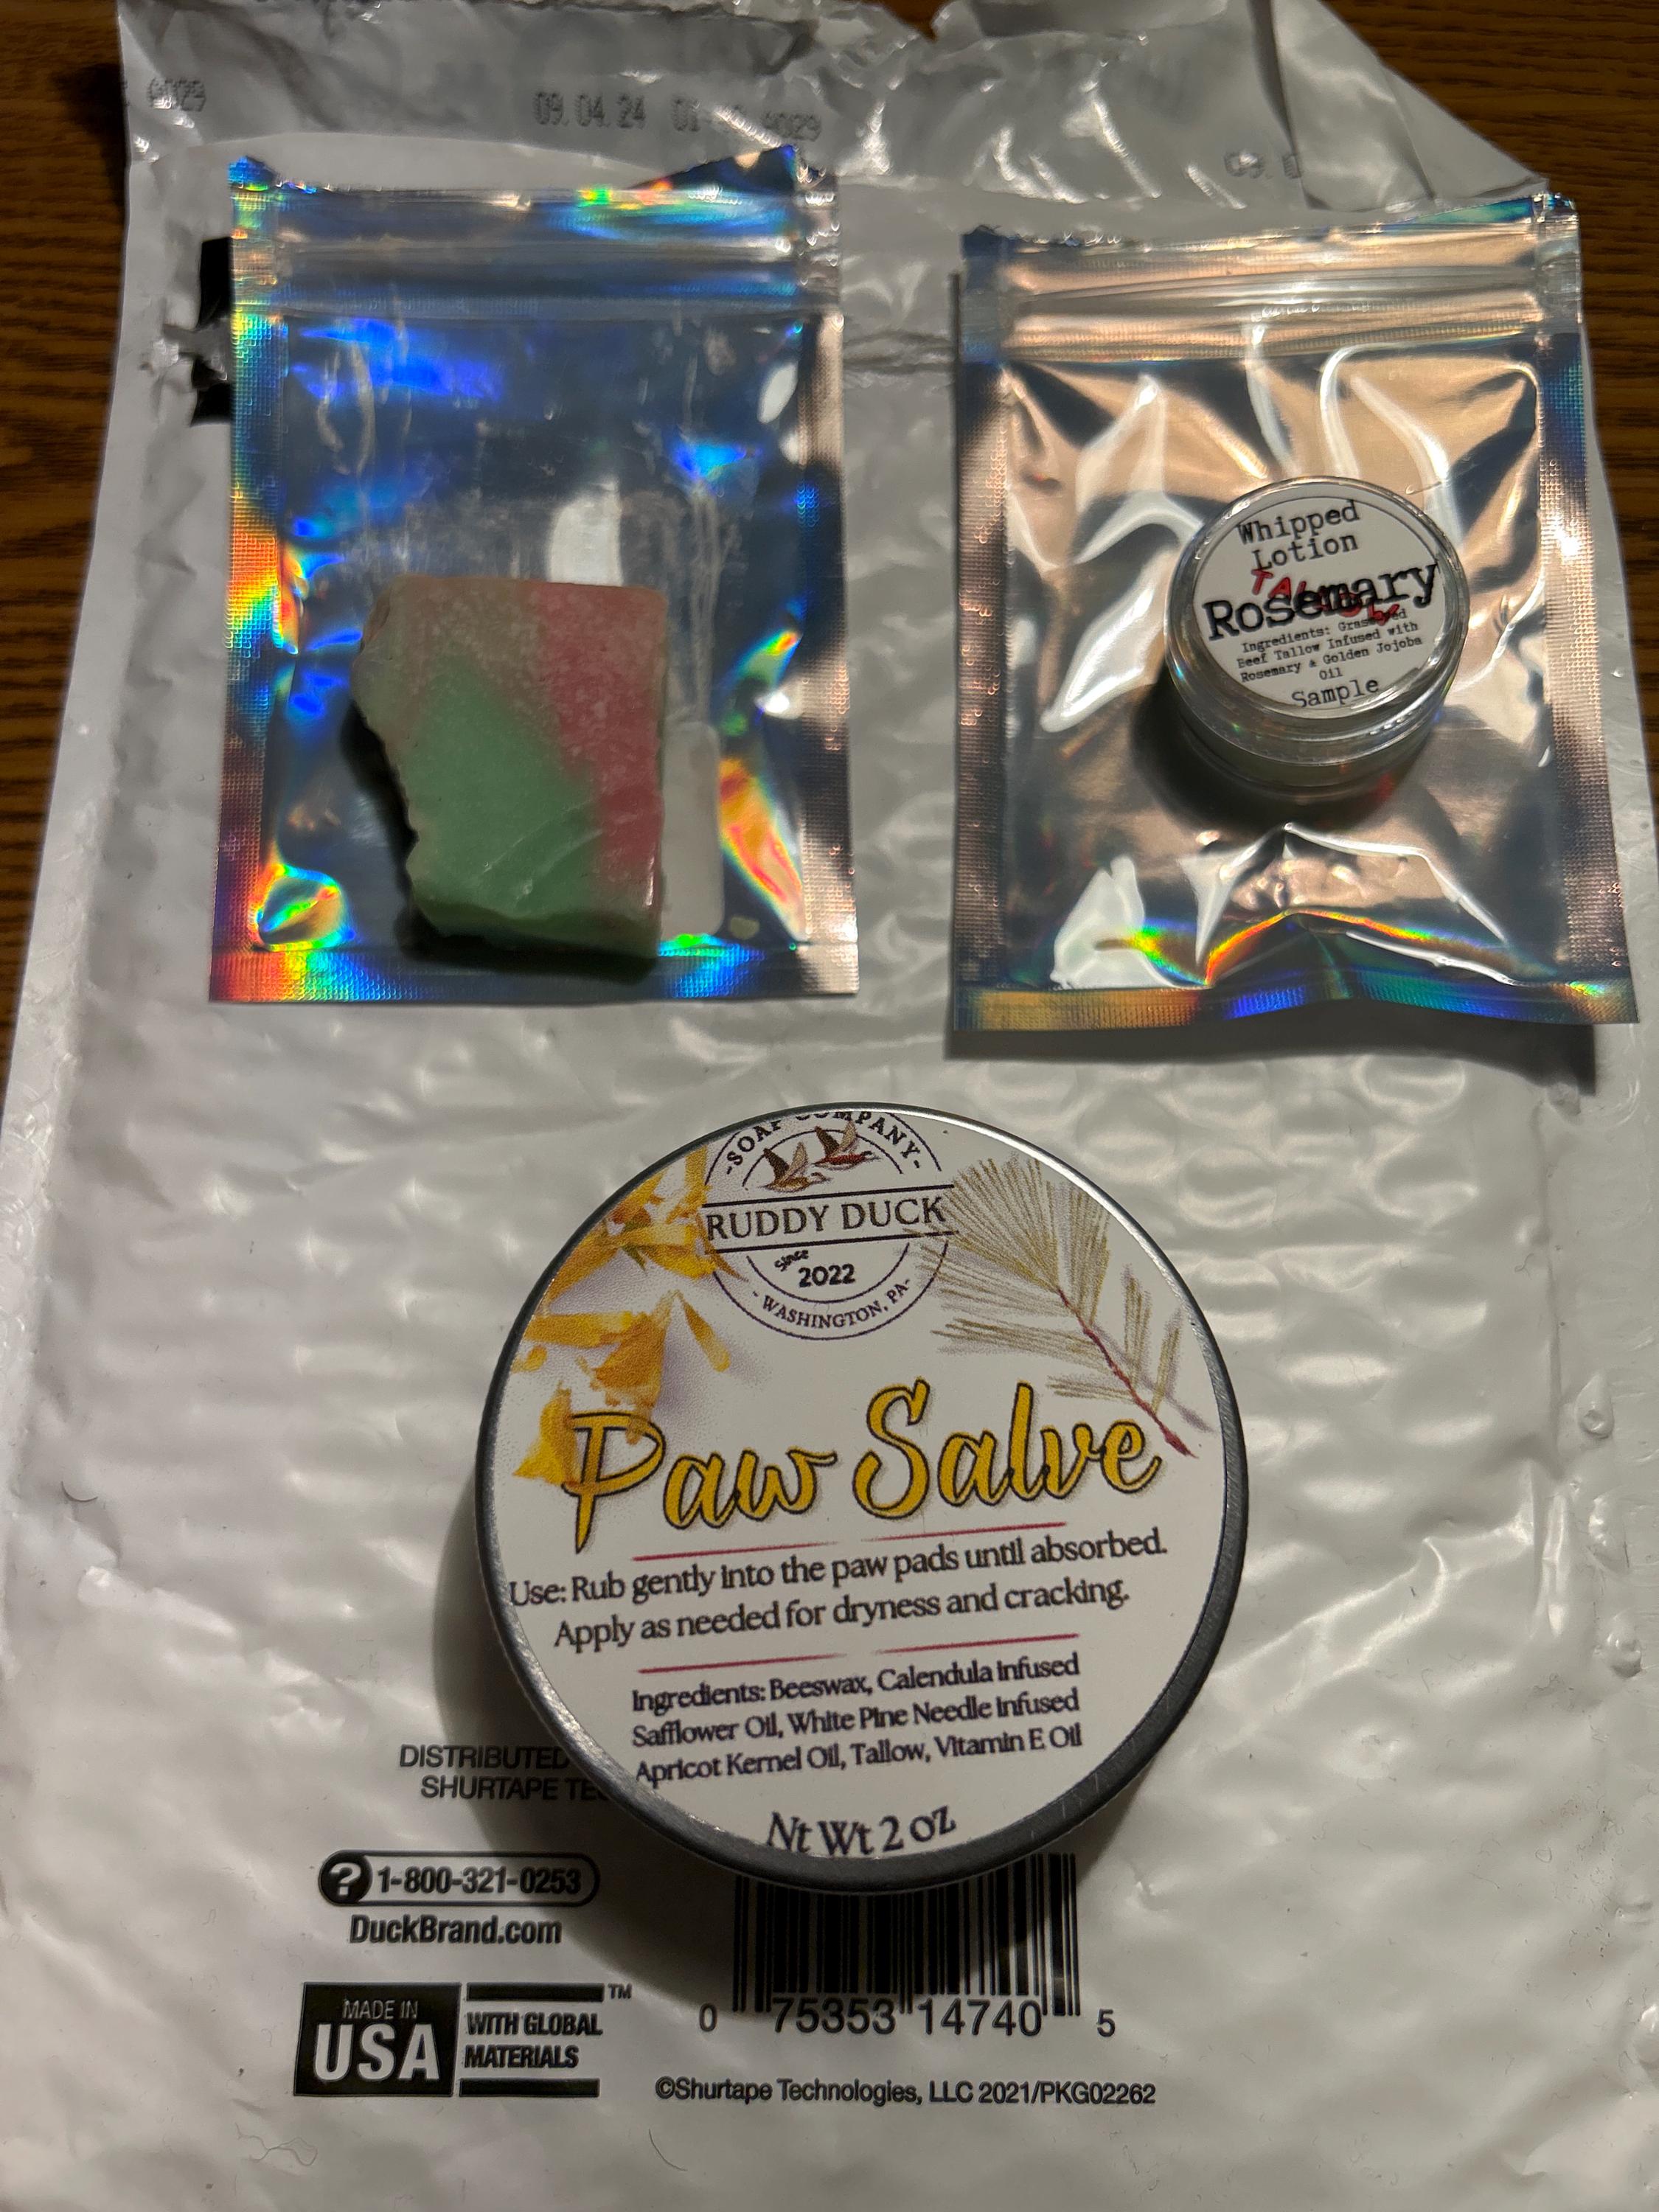 09.04.24
Whipped
Lotion
TALLOW
Rosemary
Ingredients: Grass Fed
Beef Tallow Infused with
Rosemary & Golden Jojoba
Oil
Sample
-SOAP COMPANY-
RUDDY DUCK
Since
2022
- WASHINGTON, PA-
Paw Salve
Use: Rub gently into the paw pads until absorbed.
Apply as needed for dryness and cracking.
Ingredients: Beeswax, Calendula Infused
Safflower Oil, White Pine Needle Infused
Apricot Kernel Oil, Tallow, Vitamin E Oil
Nt Wt 2 oz
DISTRIBUTED
SHURTAPE
? 1-800-321-0253
DuckBrand.com
MADE IN
USA
WITH GLOBAL
MATERIALS
™
0 75353 14740 5
©Shurtape Technologies, LLC 2021/PKG02262